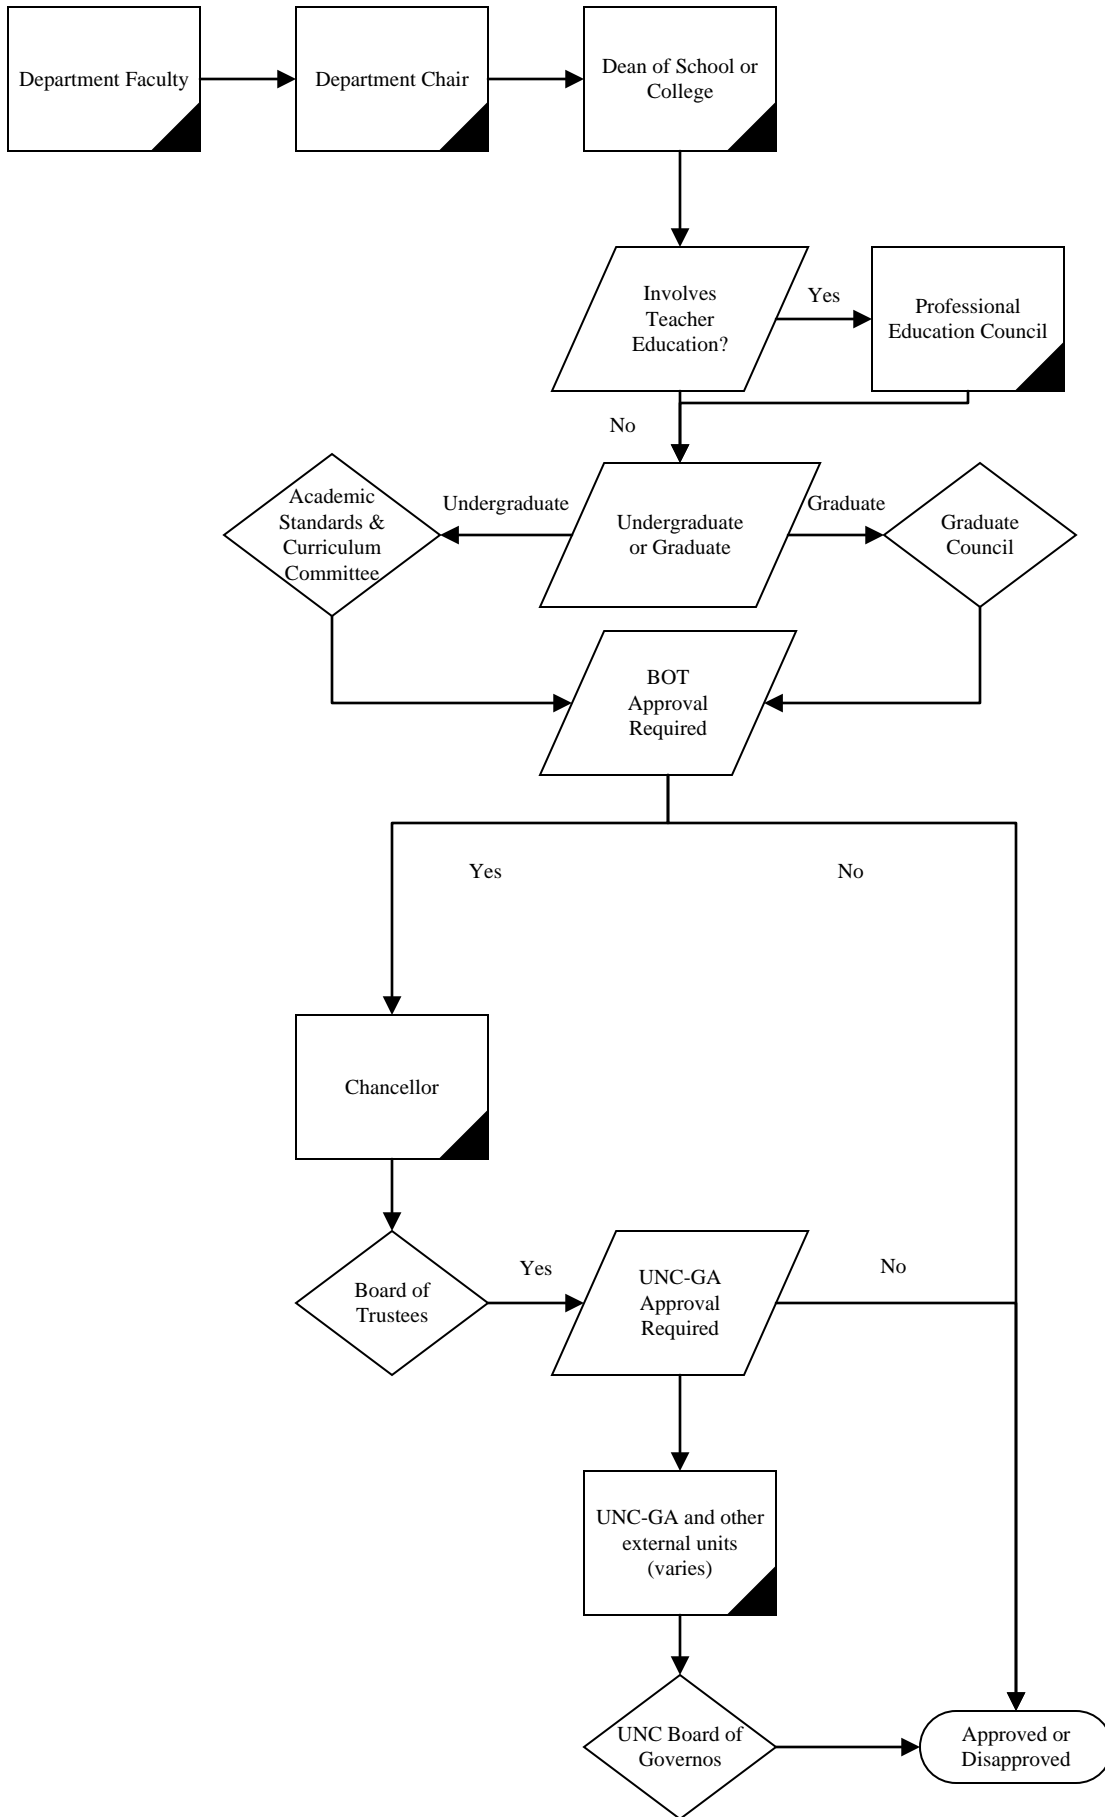 Department Faculty
Department Chair
Dean of School or
College
Involves
Teacher
Education?
Yes
Professional
Education Council
No
Academic
Standards &
Curriculum
Committee
Undergraduate
Undergraduate
or Graduate
Graduate
Graduate
Council
BOT
Approval
Required
Yes
No
Chancellor
Board of
Trustees
Yes
UNC-GA
Approval
Required
No
UNC-GA and other
external units
(varies)
UNC Board of
Governos
Approved or
Disapproved